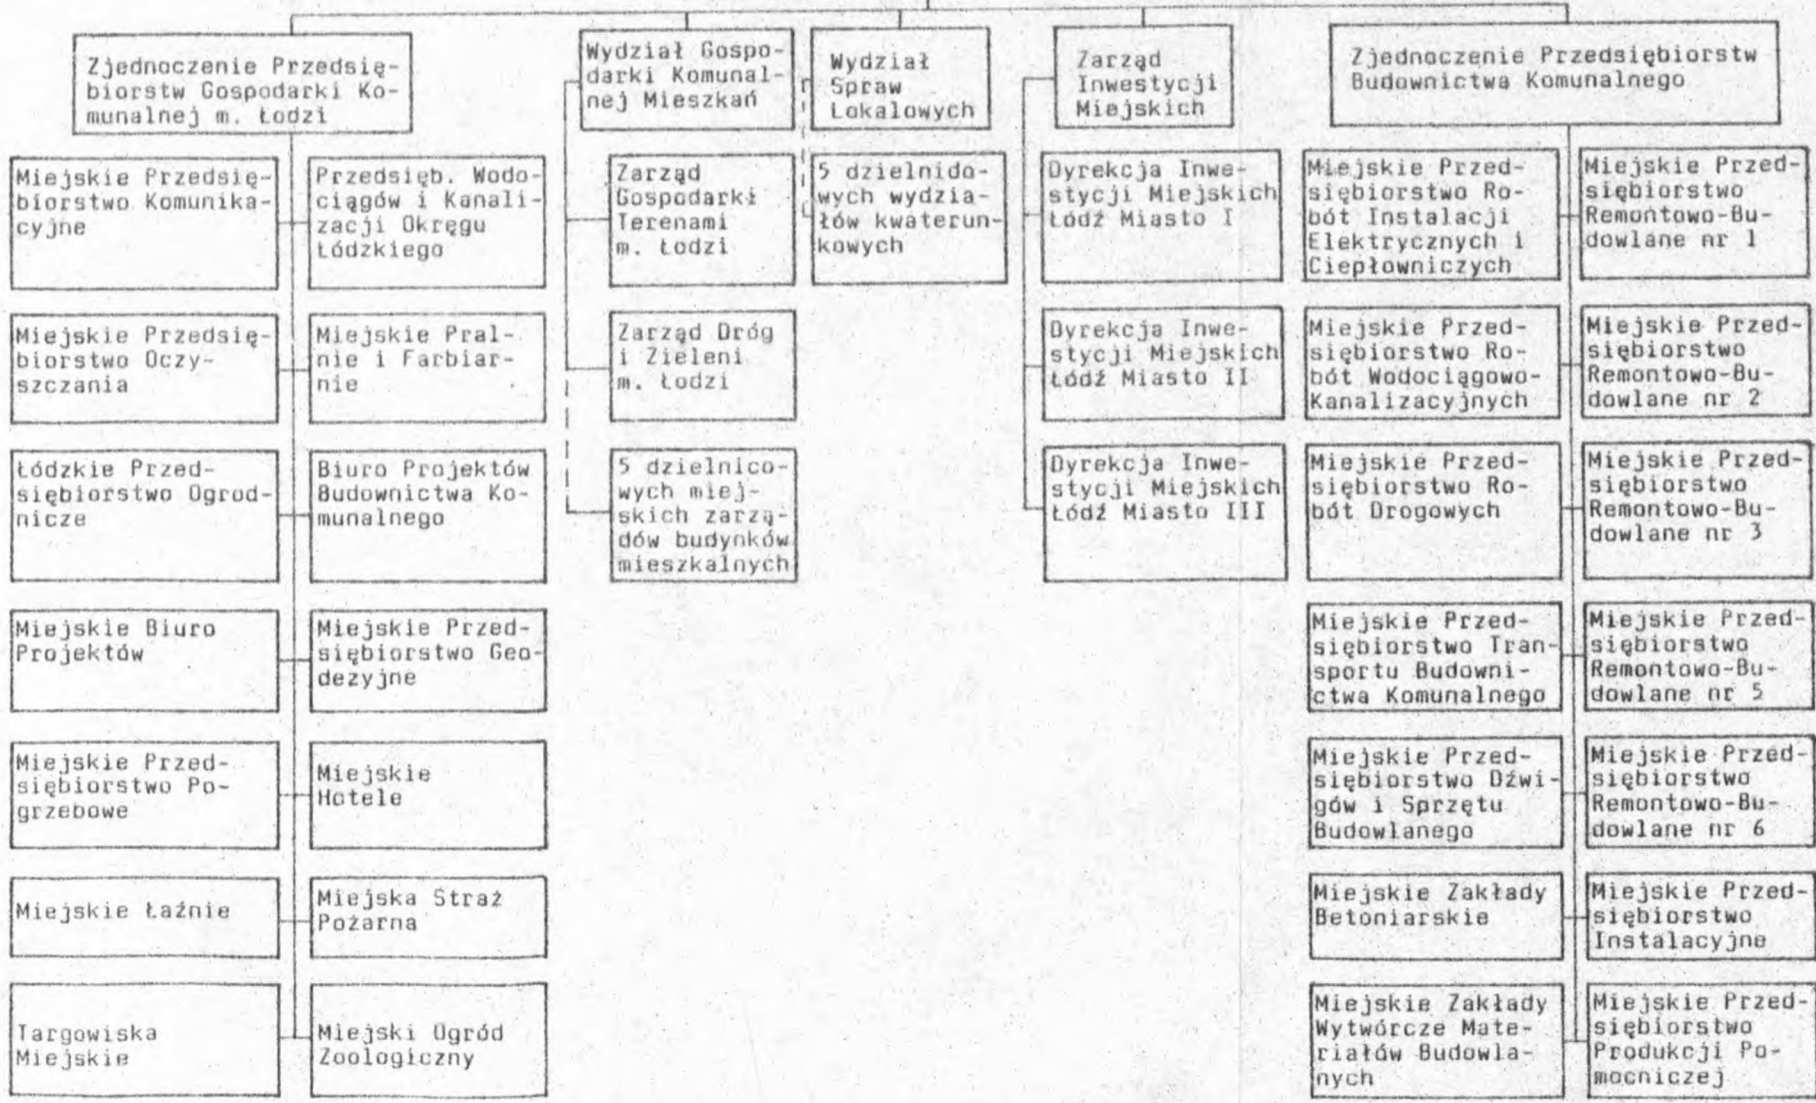 Zjednoczenie Przedsię-
biorstw Gospodarki Ko-
munalnej m. Łodzi
Wydział Gospo-
darki Komunal-
nej Mieszkań
Wydział
Spraw
Lokalowych
Zarząd
Inwestycji
Miejskich
Zjednoczenie Przedsiębiorstw
Budownictwa Komunalnego
Miejskie Przedsię-
biorstwo Komunika-
cyjne
Przedsięb. Wodo-
ciągów i Kanali-
zacji Okręgu
Łódzkiego
Zarząd
Gospodarki
Terenami
m. Łodzi
5 dzielnido-
wych wydzia-
łów kwaterun-
kowych
Dyrekcja Inwe-
stycji Miejskich
Łódź Miasto I
Miejskie Przed-
siębiorstwo Ro-
bót Instalacji
Elektrycznych i
Ciepłowniczych
Miejskie Przed-
siębiorstwo
Remontowo-Bu-
dowlane nr 1
Miejskie Przedsię-
biorstwo Oczy-
szczania
Miejskie Pral-
nie i Farbiar-
nie
Zarząd Dróg
i Zieleni
m. Łodzi
Dyrekcja Inwe-
stycji Miejskich
Łódź Miasto II
Miejskie Przed-
siębiorstwo Ro-
bót Wodociągowo-
Kanalizacyjnych
Miejskie Przed-
siębiorstwo
Remontowo-Bu-
dowlane nr 2
Łódzkie Przed-
siębiorstwo Ogrod-
nicze
Biuro Projektów
Budownictwa Ko-
munalnego
5 dzielnico-
wych miej-
skich zarzą-
dów budynków
mieszkalnych
Dyrekcja Inwe-
stycji Miejskich
Łódź Miasto III
Miejskie Przed-
siębiorstwo Ro-
bót Drogowych
Miejskie Przed-
siębiorstwo
Remontowo-Bu-
dowlane nr 3
Miejskie Biuro
Projektów
Miejskie Przed-
siębiorstwo Geo-
dezyjne
Miejskie Przed-
siębiorstwo Tran-
sportu Budowni-
ctwa Komunalnego
Miejskie Przed-
siębiorstwo
Remontowo-Bu-
dowlane nr 5
Miejskie Przed-
siębiorstwo Po-
grzebowe
Miejskie
Hotele
Miejskie Przed-
siębiorstwo Dźwi-
gów i Sprzętu
Budowlanego
Miejskie Przed-
siębiorstwo
Remontowo-Bu-
dowlane nr 6
Miejskie Łaźnie
Miejska Straż
Pożarna
Miejskie Zakłady
Betoniarskie
Miejskie Przed-
siębiorstwo
Instalacyjne
Targowiska
Miejskie
Miejski Ogród
Zoologiczny
Miejskie Zakłady
Wytwórcze Mate-
riałów Budowla-
nych
Miejskie Przed-
siębiorstwo
Produkcji Po-
mocniczej